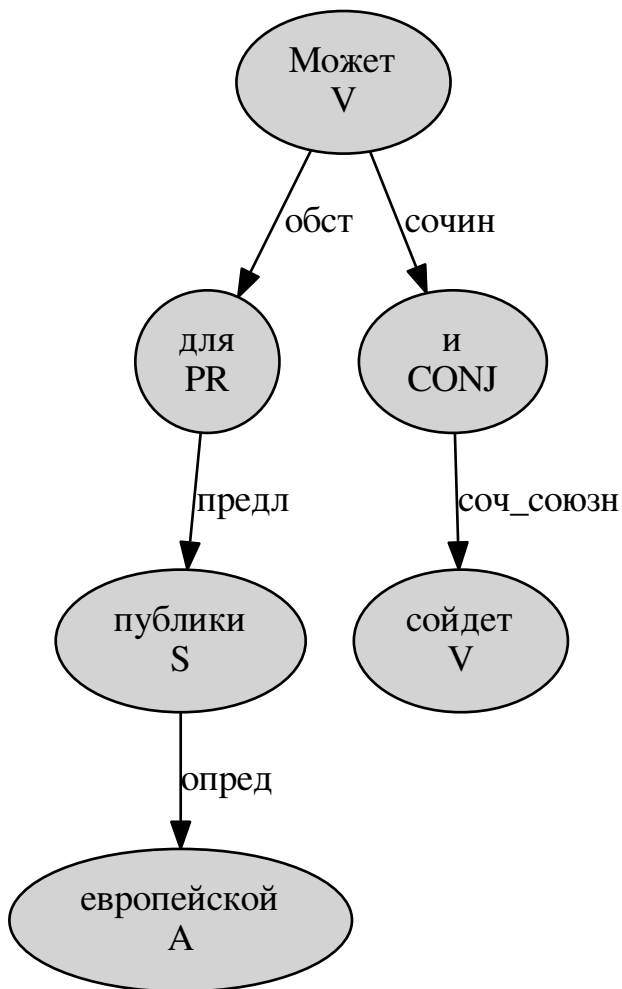 Может
V
обст
сочин
для
PR
и
CONJ
предл
соч_союзн
публики
S
сойдет
V
опред
европейской
A